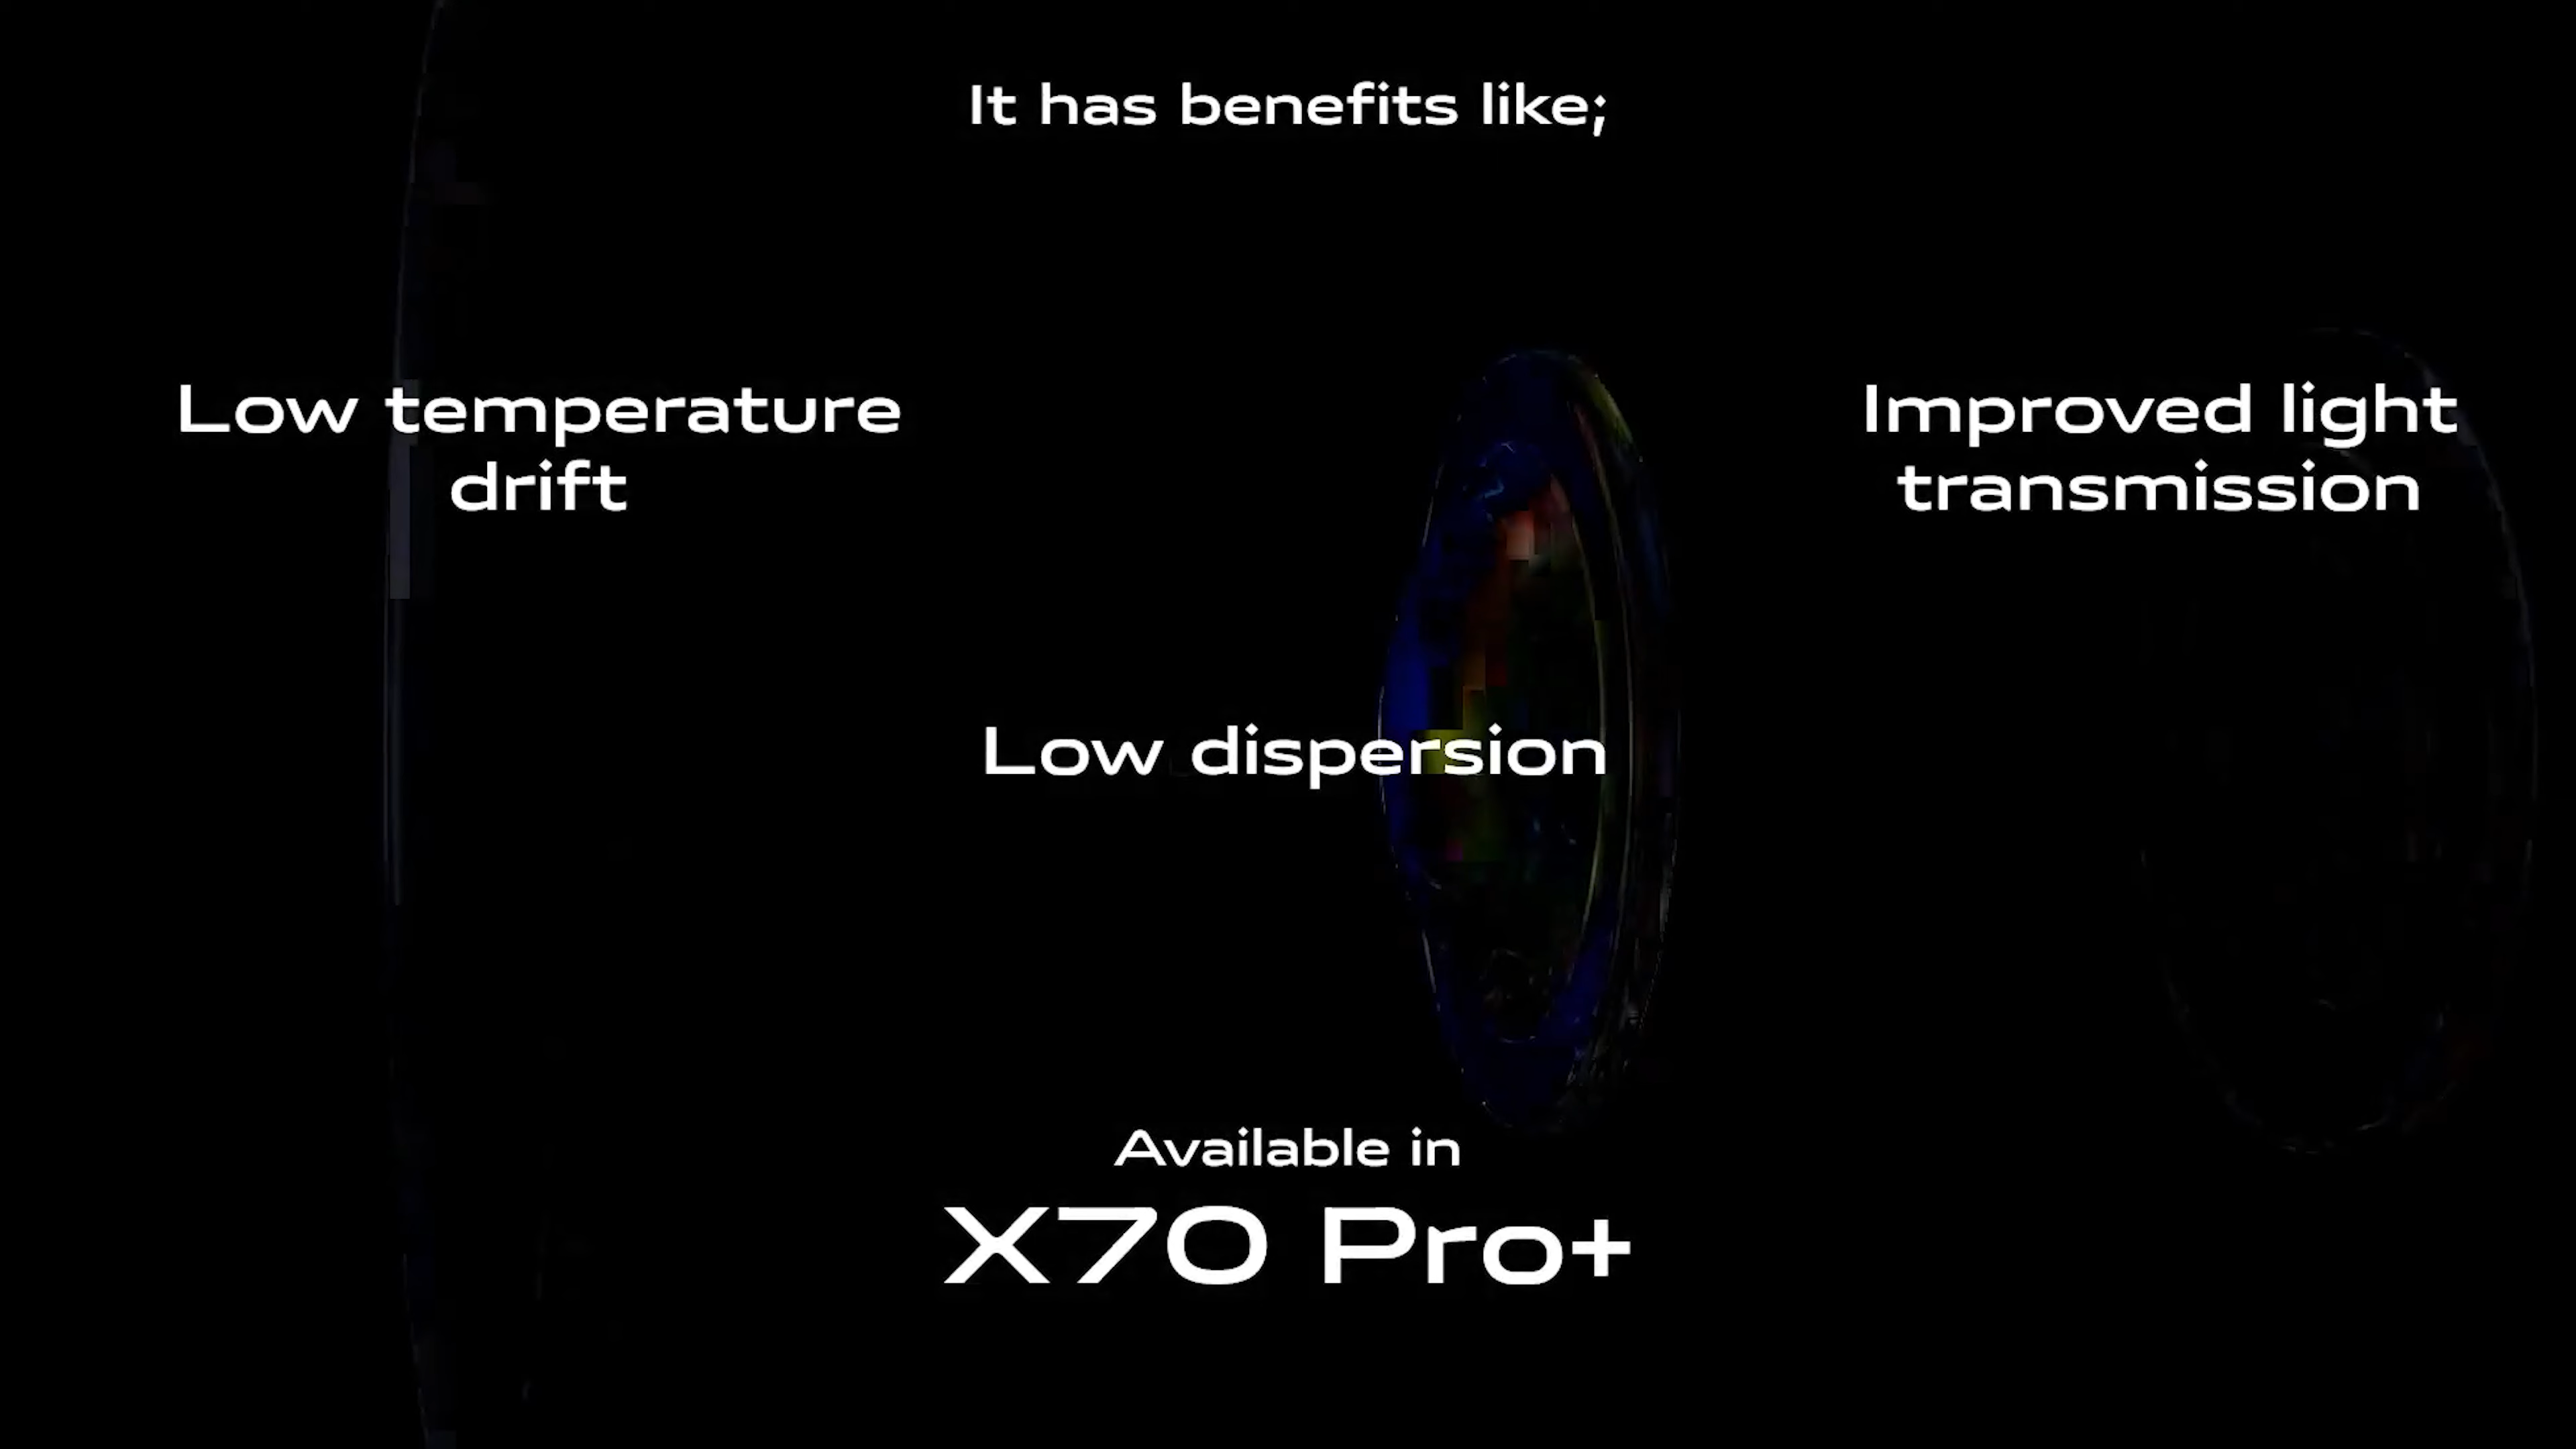 It has benefits like;
Low temperature
drift
Improved light
transmission
Low dispersion
Available in
X70 Pro+